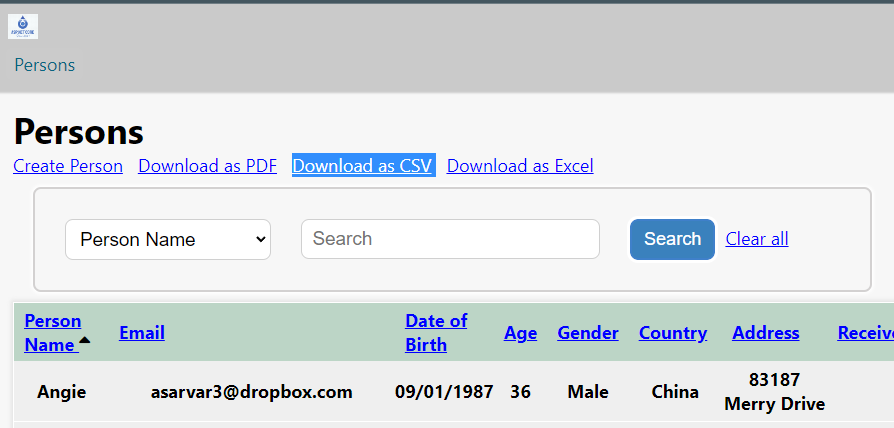 ASP.NET CORE
Persons
Persons
Create Person Download as PDF Download as CSV Download as Excel
Person Name Search Search Clear all
Person Name Email Date of Birth Age Gender Country Address Receive
Angie asarvar3@dropbox.com 09/01/1987 36 Male China 83187 Merry Drive